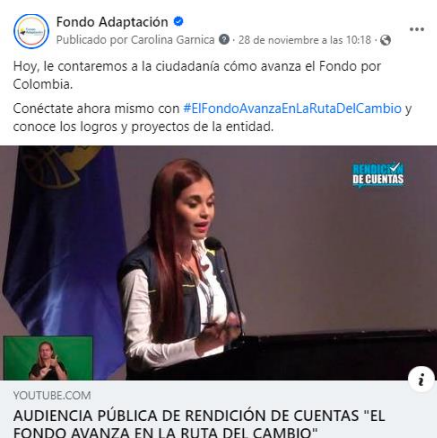 Fondo Adaptación
Publicado por Carolina Garnica · 28 de noviembre a las 10:18 ·
Hoy, le contaremos a la ciudadanía cómo avanza el Fondo por
Colombia.
Conéctate ahora mismo con #ElFondoAvanzaEnLaRutaDelCambio y
conoce los logros y proyectos de la entidad.
RENDICIÓN
DE CUENTAS
YOUTUBE.COM
AUDIENCIA PÚBLICA DE RENDICIÓN DE CUENTAS "EL
FONDO AVANZA EN LA RUTA DEL CAMBIO"